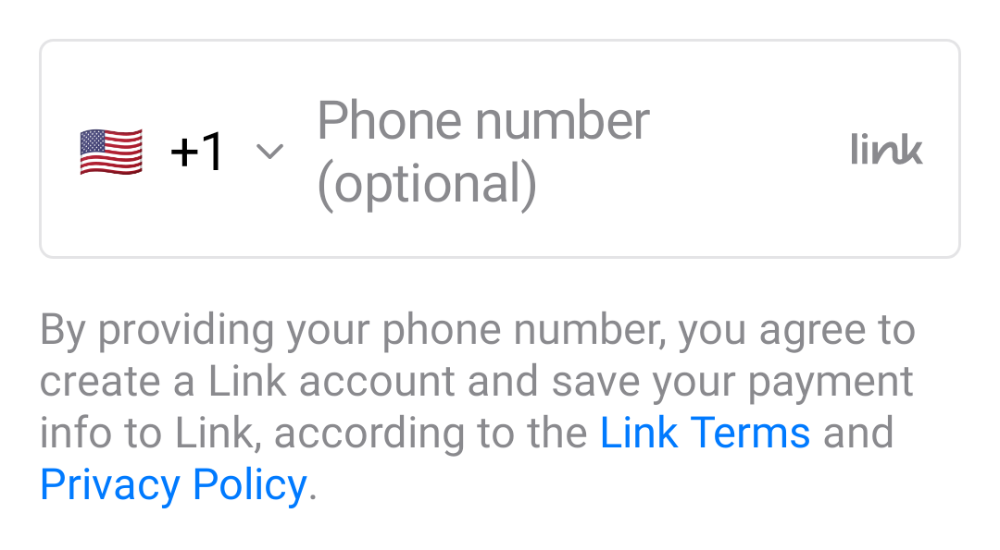 +1 Phone number (optional) link
By providing your phone number, you agree to
create a Link account and save your payment
info to Link, according to the Link Terms and
Privacy Policy.